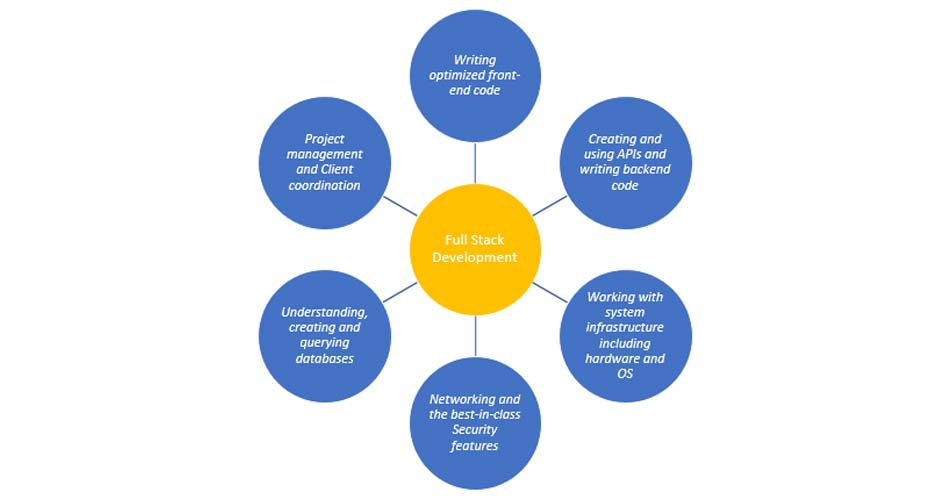 Writing
optimized front-
end code
Project
management
and Client
coordination
Creating and
using APIs and
writing backend
code
Full Stack
Development
Understanding,
creating and
querying
databases
Working with
system
infrastructure
including
hardware and
OS
Networking and
the best-in-class
Security
features